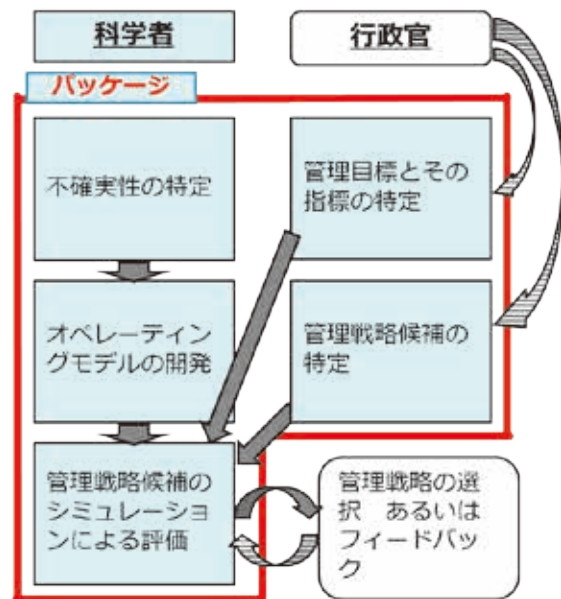 科学者
行政官
パッケージ
不確実性の特定
管理目標とその
指標の特定
オペレーティン
グモデルの開発
管理戦略候補の
特定
管理戦略候補の
シミュレーショ
ンによる評価
管理戦略の選
択　あるいは
フィードバッ
ク